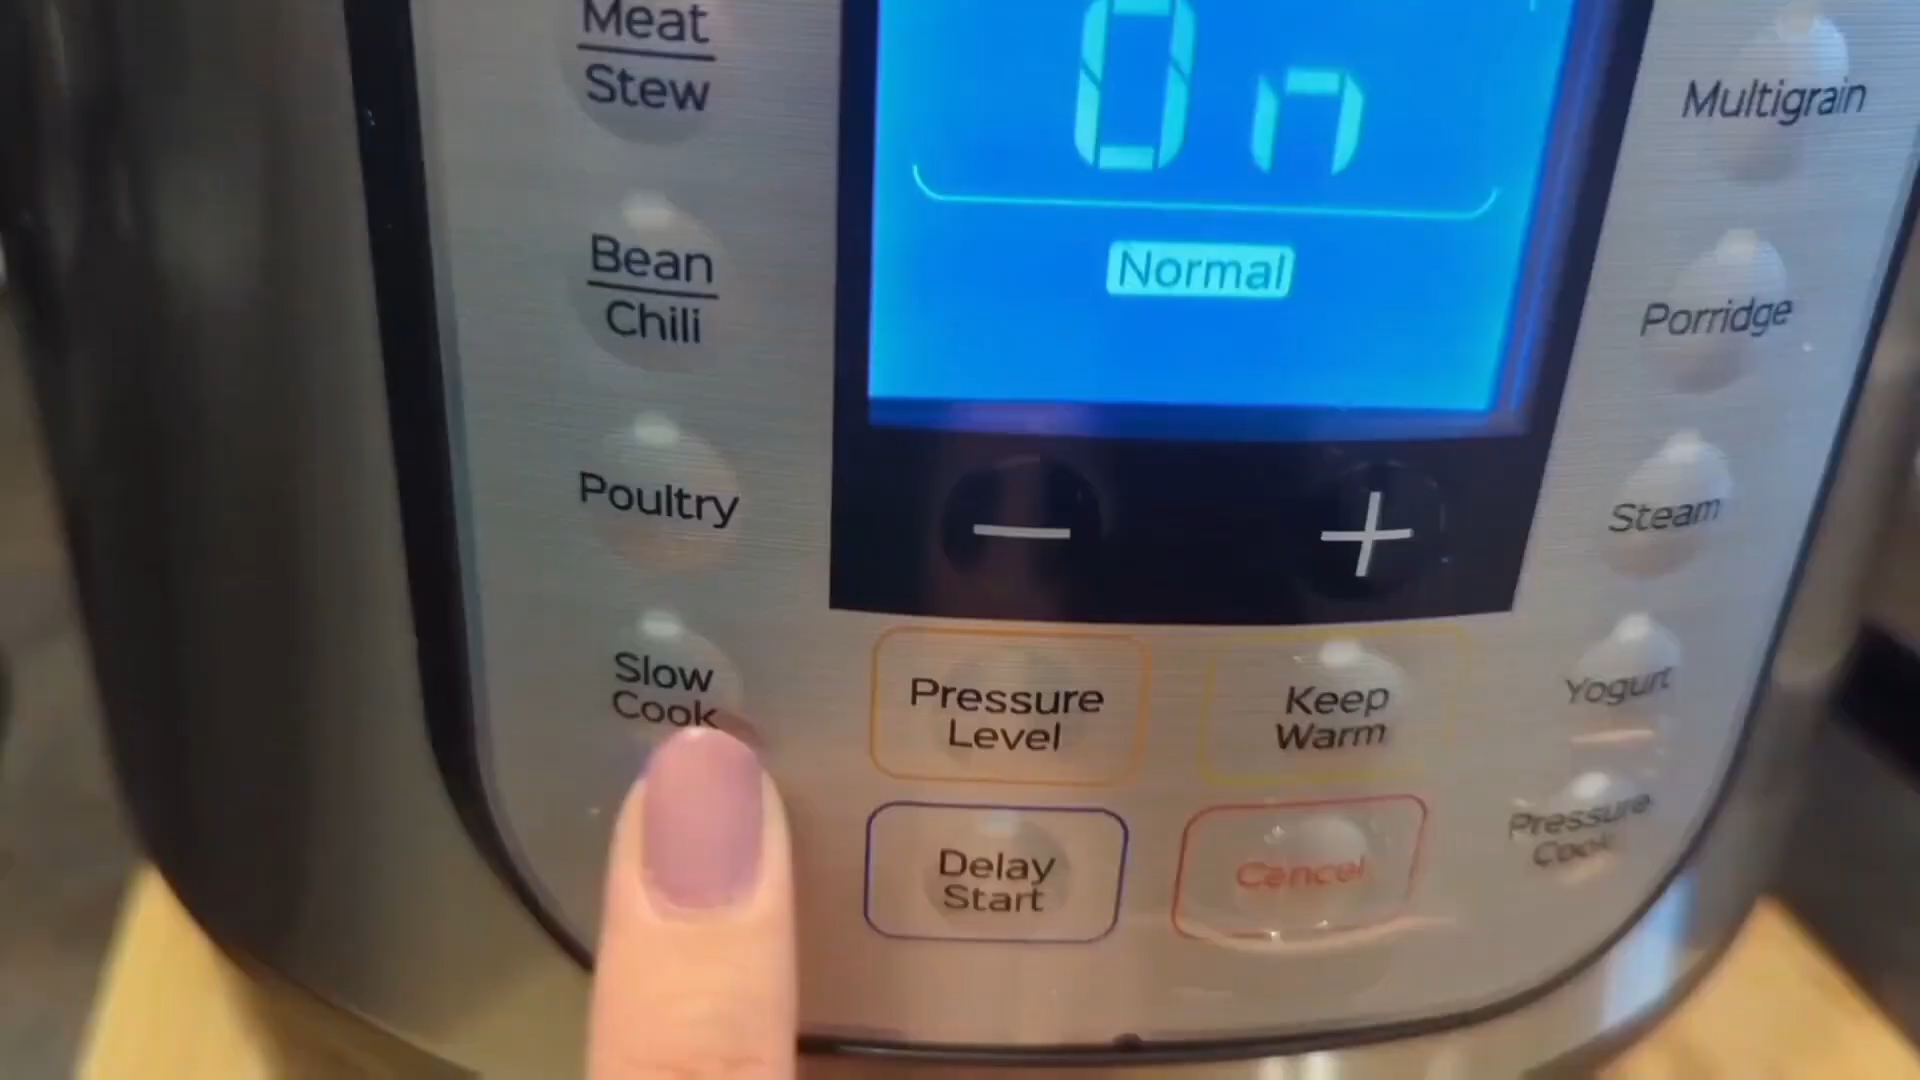 Meat
Stew
Bean
Chili
Poultry
Slow
Cook
On
Normal
−
+
Pressure
Level
Keep
Warm
Delay
Start
Cancel
Multigrain
Porridge
Steam
Yogurt
Pressure
Cook